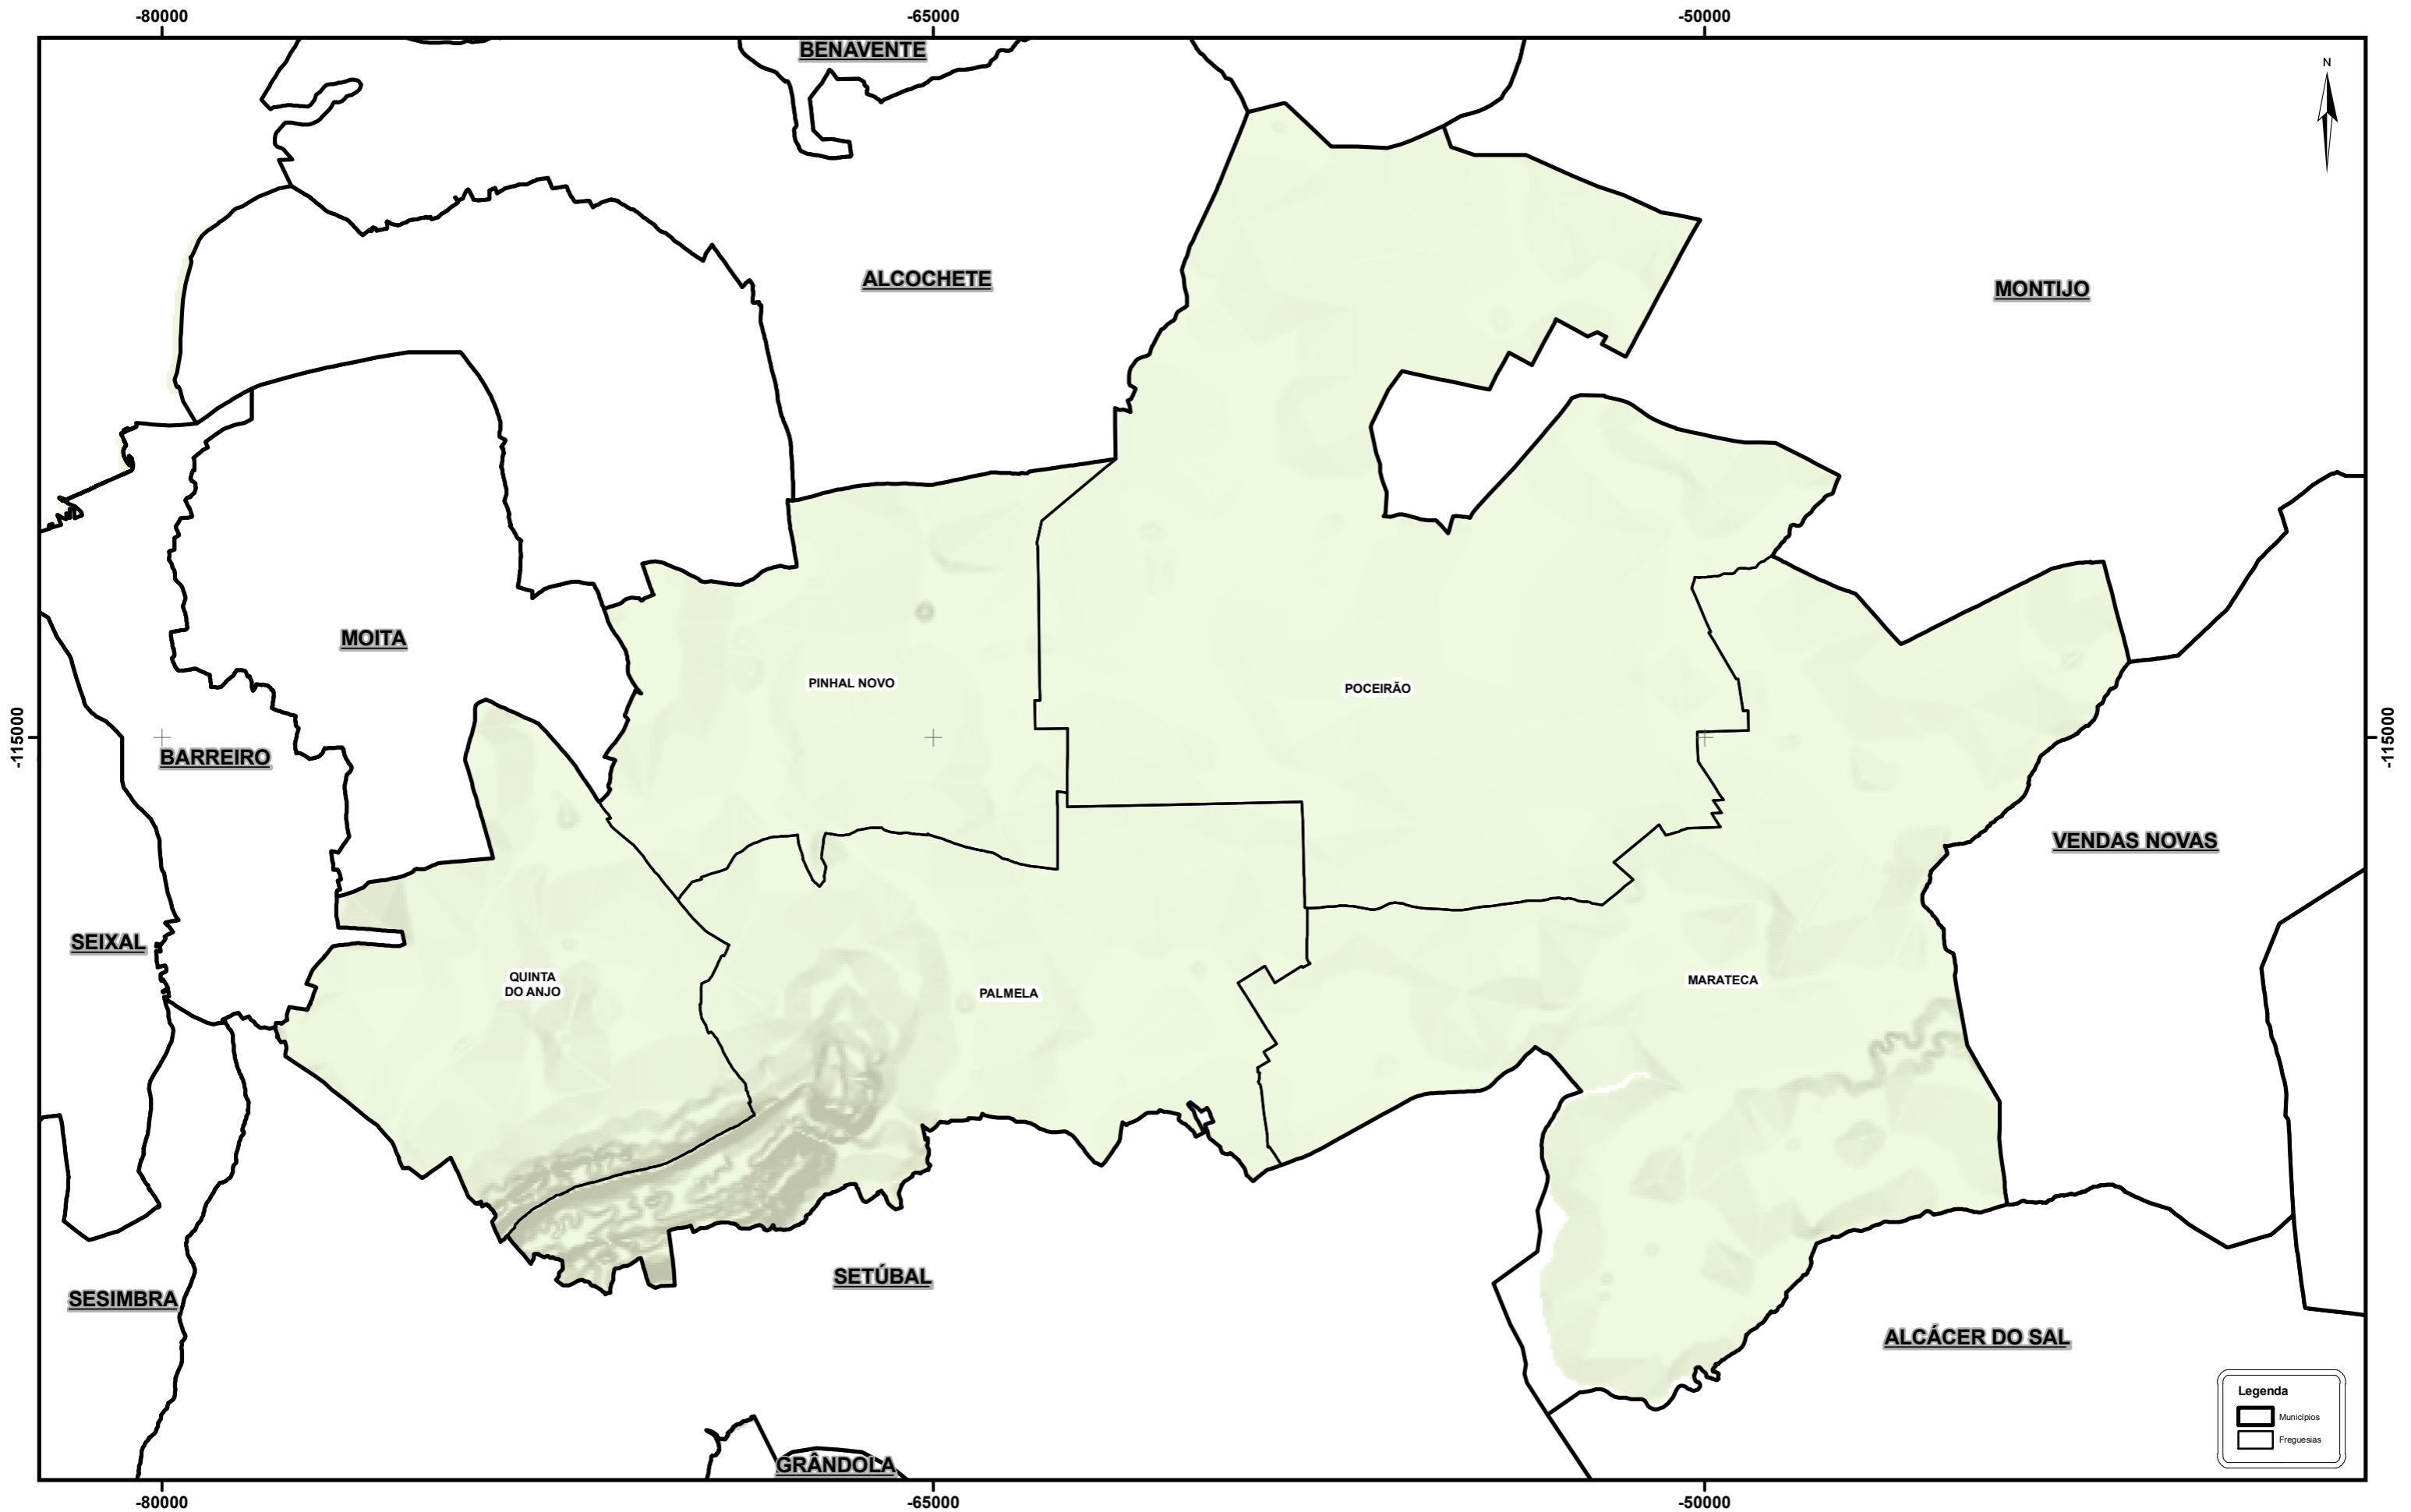 -80000
-65000
-50000
BENAVENTE
N
ALCOCHETE
MONTIJO
MOITA
PINHAL NOVO
POCEIRÃO
-115000
-115000
BARREIRO
VENDAS NOVAS
SEIXAL
QUINTA
DO ANJO
PALMELA
MARATECA
SETÚBAL
SESIMBRA
ALCÁCER DO SAL
Legenda
Municípios
Freguesias
GRÂNDOLA
-80000
-65000
-50000